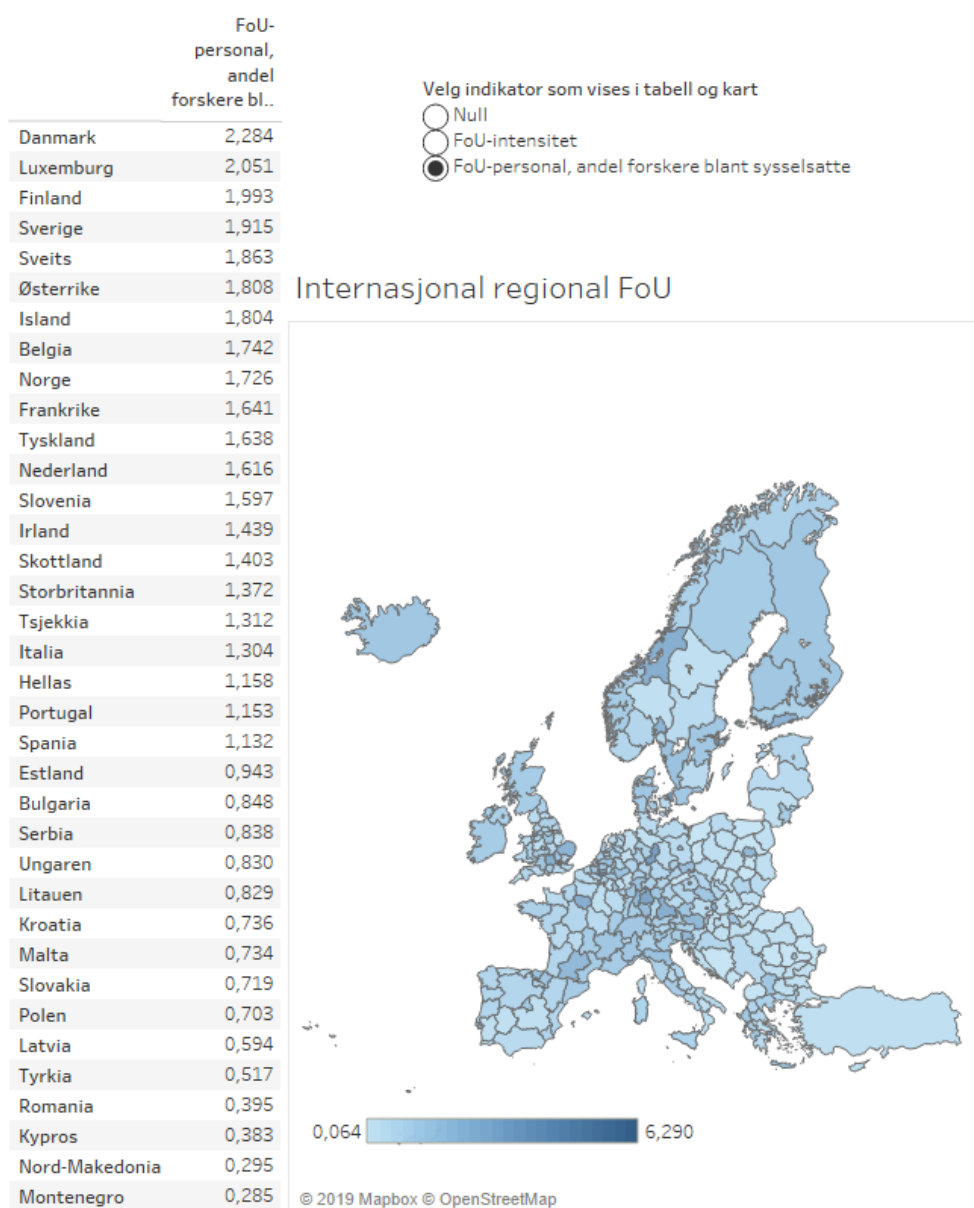 FoU-
personal,
andel
forskere bl..
Danmark 2,284
Luxemburg 2,051
Finland 1,993
Sverige 1,915
Sveits 1,863
Østerrike 1,808
Island 1,804
Belgia 1,742
Norge 1,726
Frankrike 1,641
Tyskland 1,638
Nederland 1,616
Slovenia 1,597
Irland 1,439
Skottland 1,403
Storbritannia 1,372
Tsjekkia 1,312
Italia 1,304
Hellas 1,158
Portugal 1,153
Spania 1,132
Estland 0,943
Bulgaria 0,848
Serbia 0,838
Ungaren 0,830
Litauen 0,829
Kroatia 0,736
Malta 0,734
Slovakia 0,719
Polen 0,703
Latvia 0,594
Tyrkia 0,517
Romania 0,395
Kypros 0,383
Nord-Makedonia 0,295
Montenegro 0,285
Velg indikator som vises i tabell og kart
Null
FoU-intensitet
FoU-personal, andel forskere blant sysselsatte
Internasjonal regional FoU
0,064 6,290
© 2019 Mapbox © OpenStreetMap